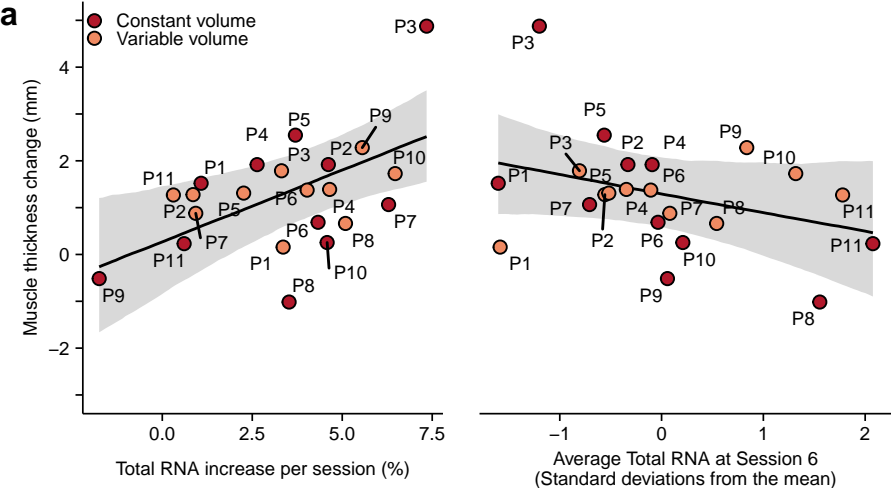 a
Constant volume
Variable volume
Muscle thickness change (mm)
4
2
0
−2
P3
P5
P4
P9
P3
P2
P10
P11
P1
P2
P5
P6
P7
P4
P7
P11
P6
P8
P1
P10
P9
P8
0.0
2.5
5.0
7.5
Total RNA increase per session (%)
P3
P5
P3
P2
P4
P9
P10
P1
P5
P6
P7
P4
P7
P8
P11
P2
P6
P11
P1
P10
P9
P8
−1
0
1
2
Average Total RNA at Session 6
(Standard deviations from the mean)